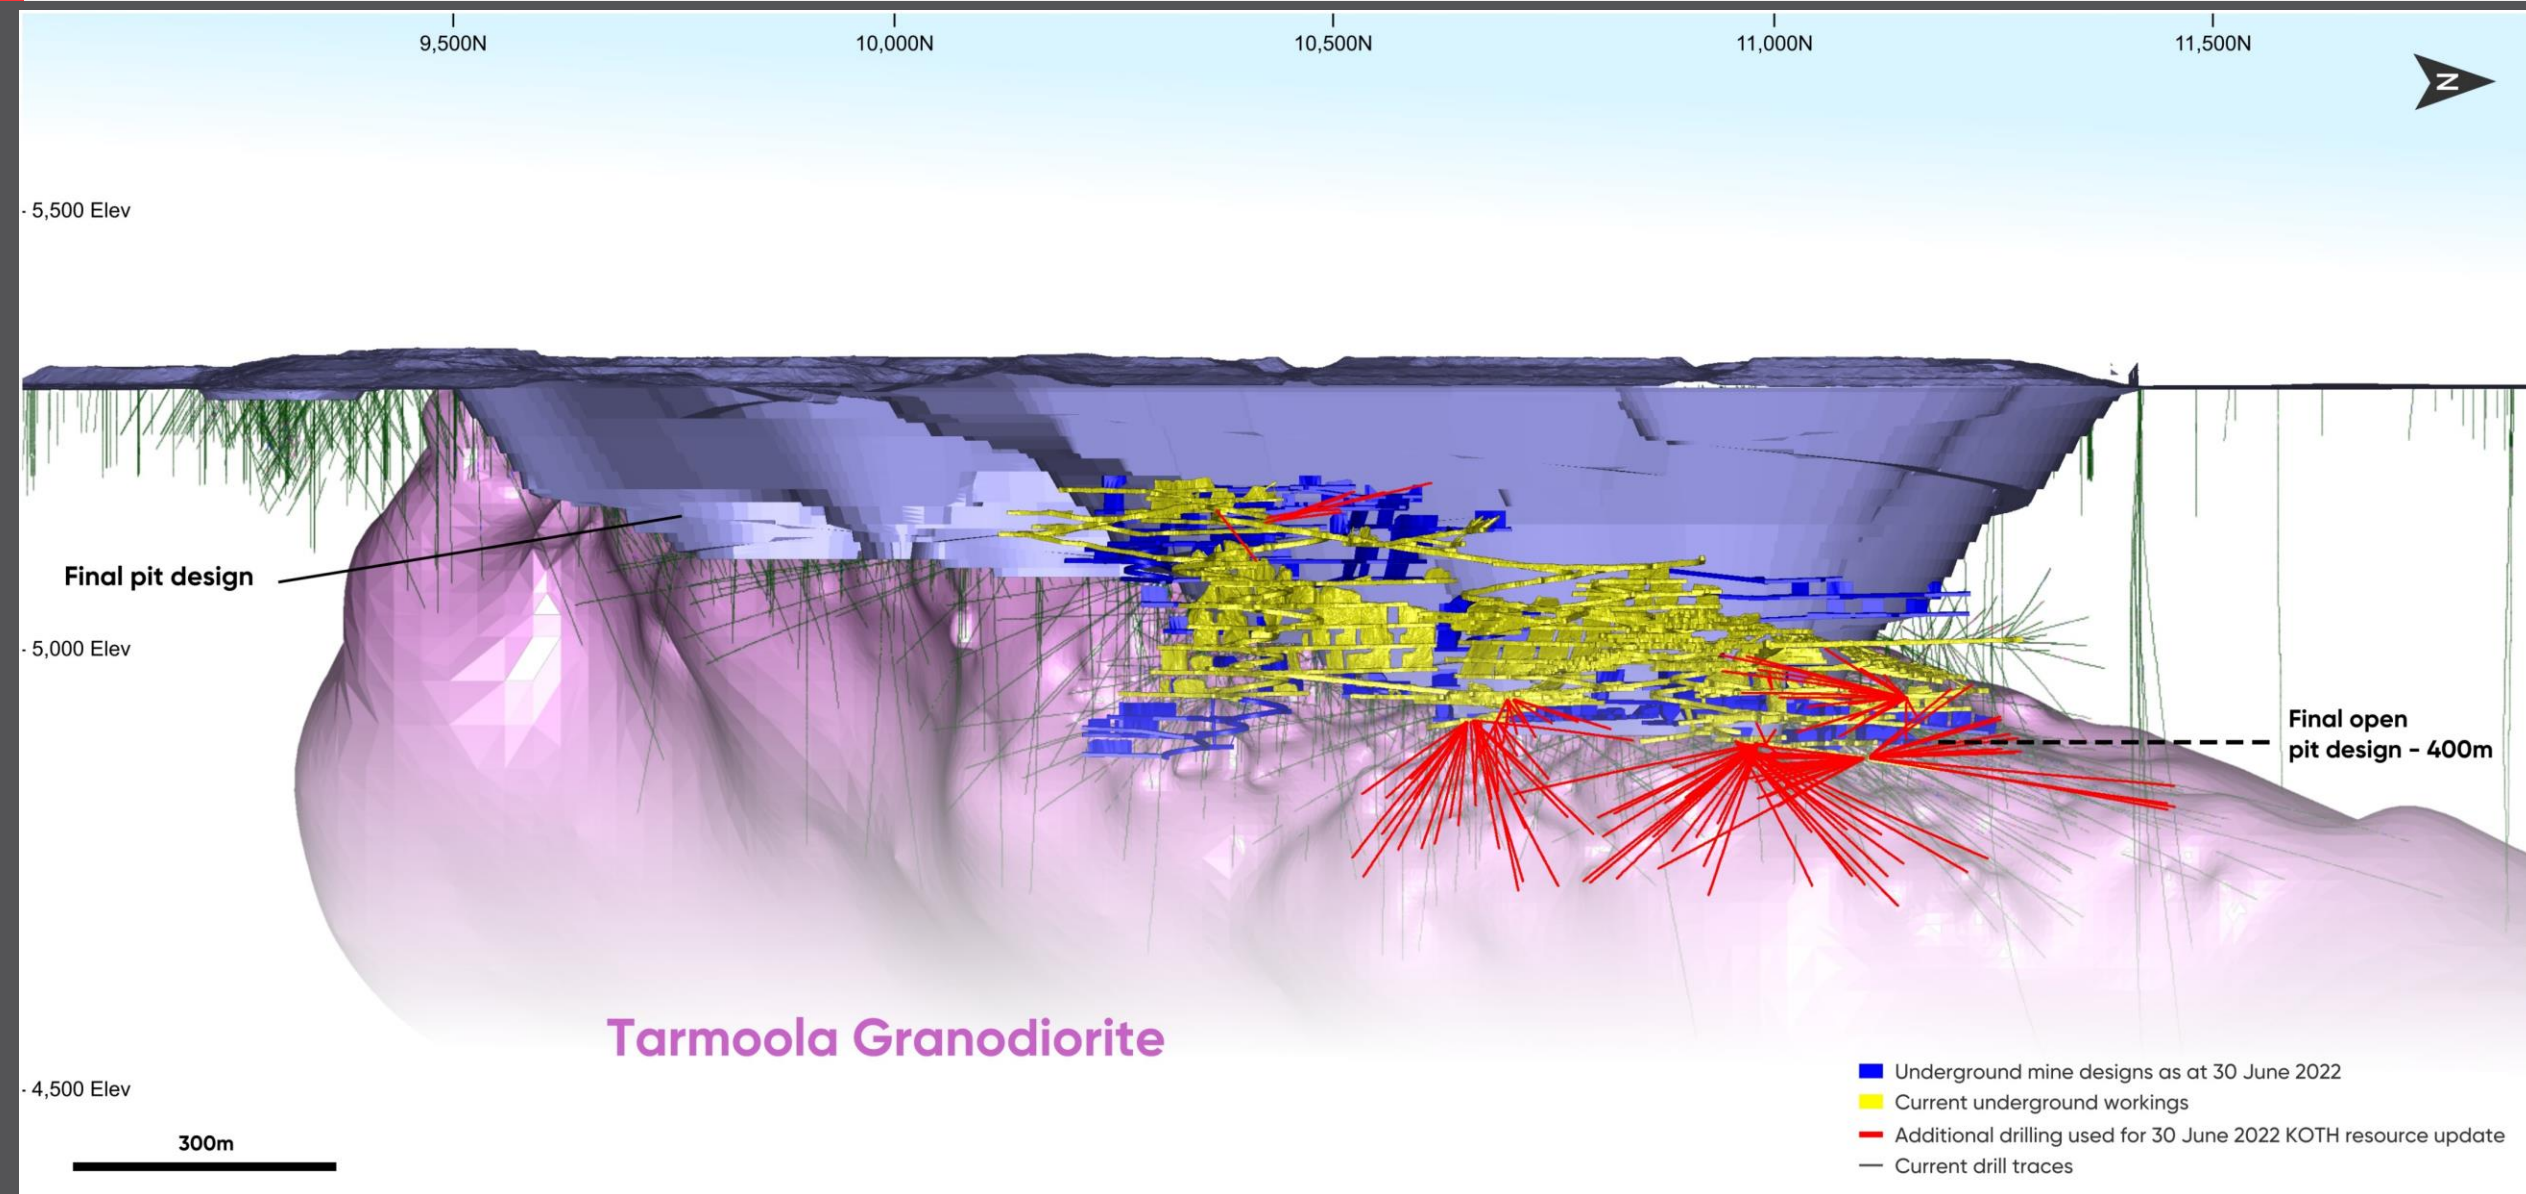 9,500N
10,000N
10,500N
11,000N
11,500N
N
- 5,500 Elev
Final pit design
- 5,000 Elev
Final open
pit design - 400m
Tarmoola Granodiorite
- 4,500 Elev
300m
Underground mine designs as at 30 June 2022
Current underground workings
Additional drilling used for 30 June 2022 KOTH resource update
Current drill traces